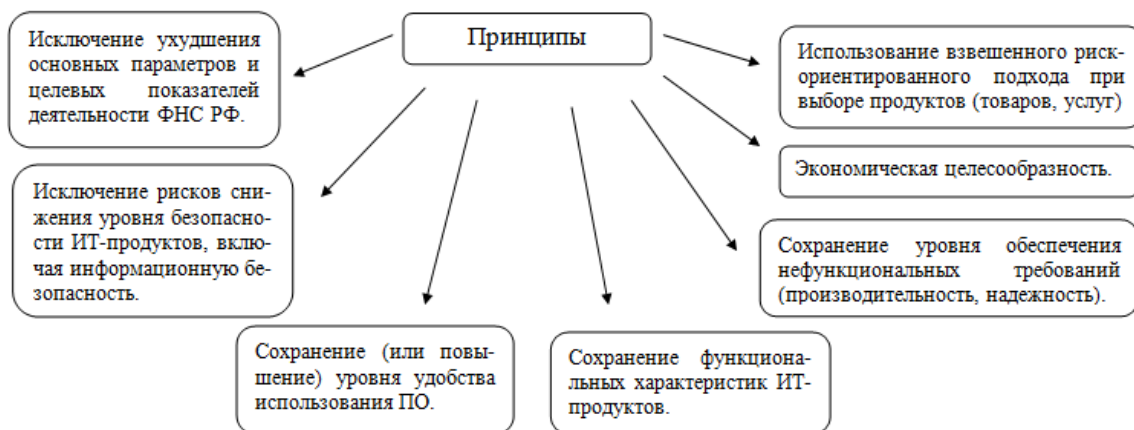 Принципы
Исключение ухудшения
основных параметров и
целевых показателей
деятельности ФНС РФ.
Исключение рисков сни-
жения уровня безопасно-
сти ИТ-продуктов, вклю-
чая информационную бе-
зопасность.
Сохранение (или повы-
шение) уровня удобства
использования ПО.
Сохранение функциона-
льных характеристик ИТ-
продуктов.
Сохранение уровня обеспечения
нефункциональных требований
(производительность, надежность).
Экономическая целесообразность.
Использование взвешенного риск-
ориентированного подхода при
выборе продуктов (товаров, услуг)